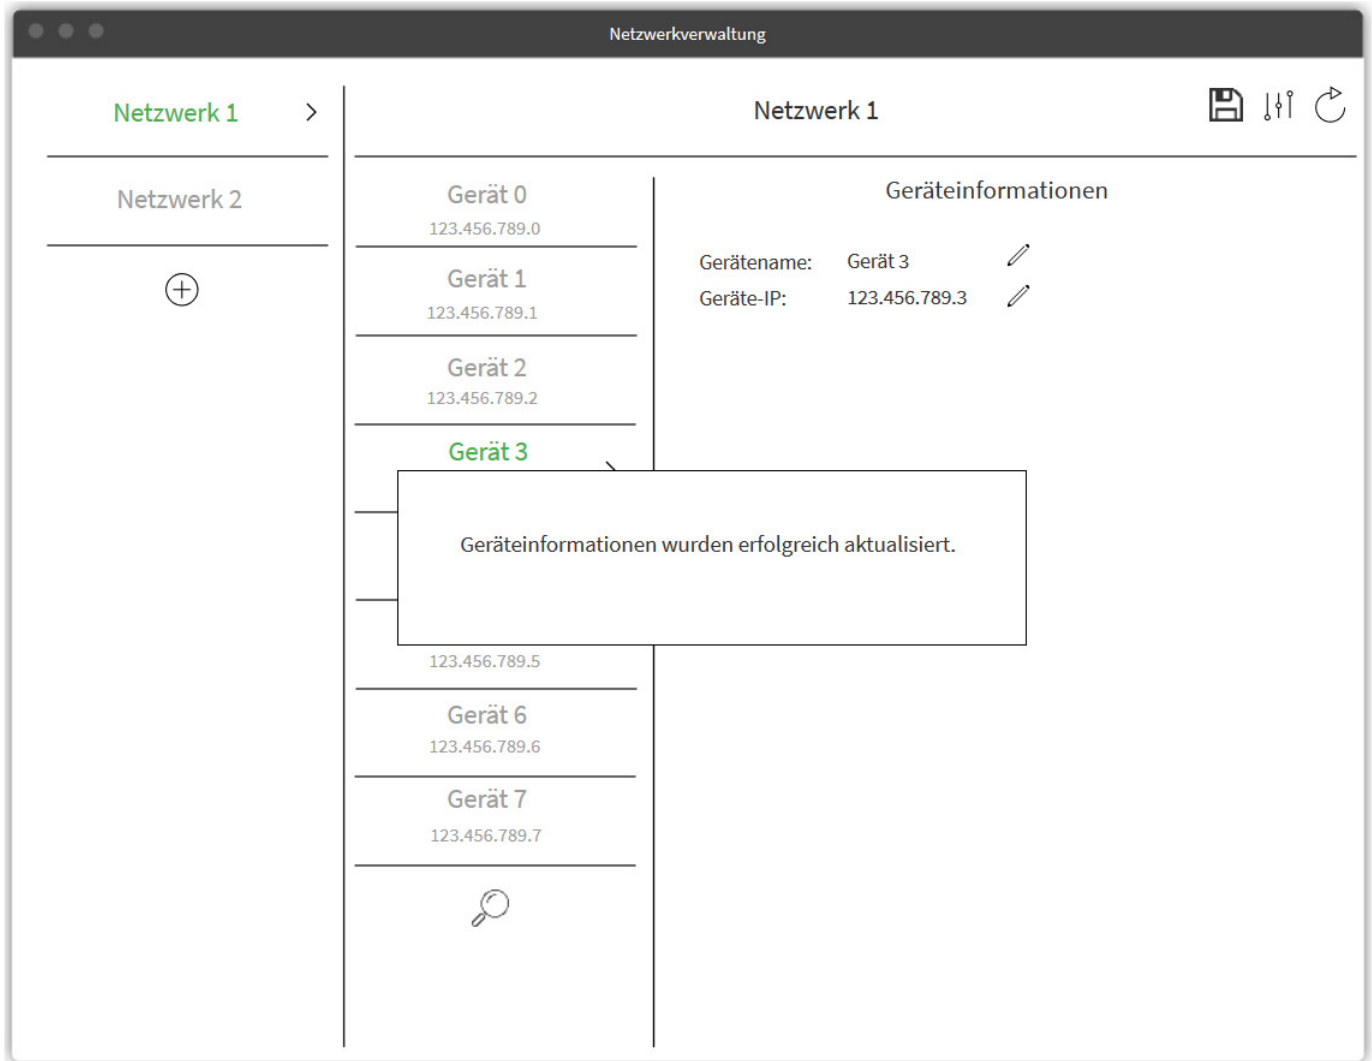 Netzwerkverwaltung
Netzwerk 1
Netzwerk 2
Netzwerk 1
Gerät 0
123.456.789.0
Gerät 1
123.456.789.1
Gerät 2
123.456.789.2
Gerät 3
123.456.789.5
Gerät 6
123.456.789.6
Gerät 7
123.456.789.7
Geräteinformationen
Gerätename: Gerät 3
Geräte-IP: 123.456.789.3
Geräteinformationen wurden erfolgreich aktualisiert.